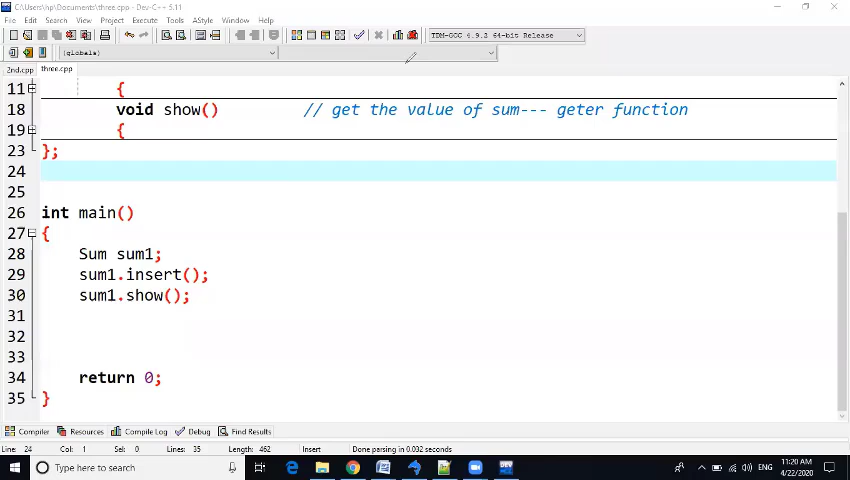 C:\Users\hp\Documents\three.cpp - Dev-C++ 5.11
File Edit Search View Project Execute Tools AStyle Window Help
TDM-GCC 4.9.2 64-bit Release
(globals)
2nd.cpp three.cpp
11 {
18 void show() // get the value of sum--- geter function
19 {
23 };
24
25
26 int main()
27 {
28 Sum sum1;
29 sum1.insert();
30 sum1.show();
31
32
33
34 return 0;
35 }
Compiler Resources Compile Log Debug Find Results
Line: 24 Col: 1 Sel: 0 Lines: 35 Length: 462 Insert Done parsing in 0.032 seconds
Type here to search DEV ENG 11:20 AM
4/22/2020